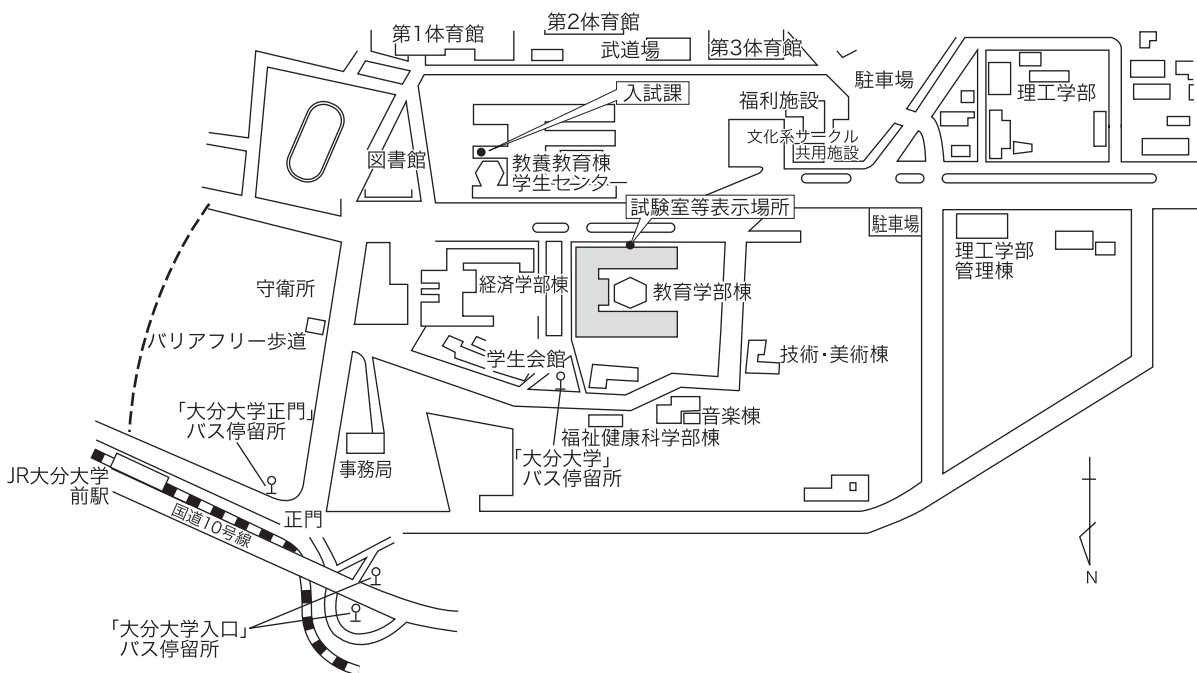 第1体育館
第2体育館
武道場
第3体育館
駐車場
理工学部
入試課
福利施設
文化系サークル
共用施設
図書館
教養教育棟
学生センター
試験室等表示場所
駐車場
理工学部
管理棟
守衛所
経済学部棟
教育学部棟
バリアフリー歩道
学生会館
技術・美術棟
「大分大学正門」
バス停留所
音楽棟
福祉健康科学部棟
「大分大学」
バス停留所
事務局
JR大分大学
前駅
国道10号線
正門
N
「大分大学入口」
バス停留所